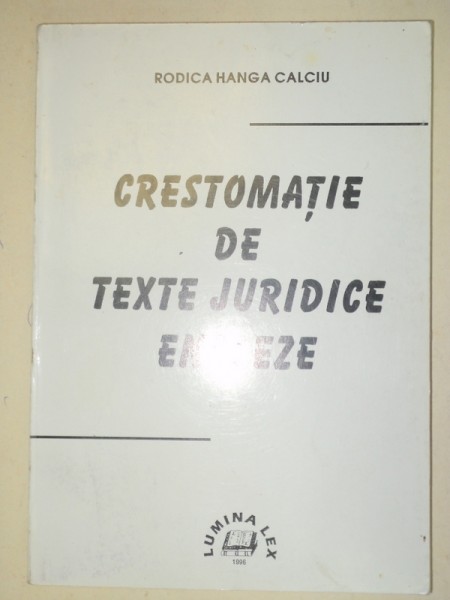 RODICA HANGA CALCIU
CRESTOMAȚIE
DE
TEXTE JURIDICE
LUMINA LEX
1996